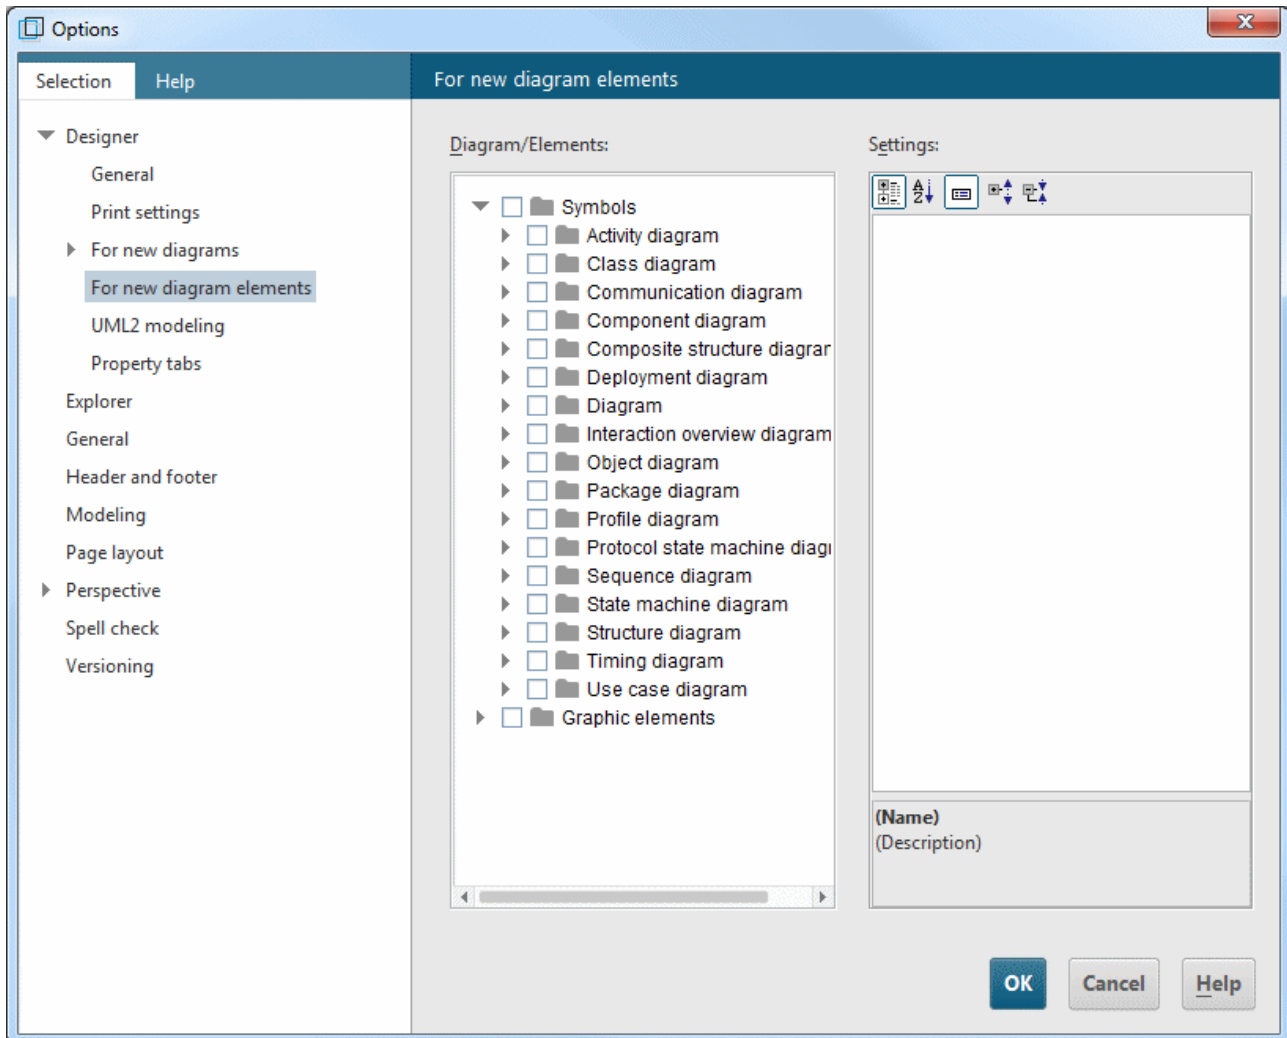 Options
Selection
Help
For new diagram elements
Designer
General
Print settings
For new diagrams
For new diagram elements
UML2 modeling
Property tabs
Explorer
General
Header and footer
Modeling
Page layout
Perspective
Spell check
Versioning
Diagram/Elements:
Symbols
Activity diagram
Class diagram
Communication diagram
Component diagram
Composite structure diagrar
Deployment diagram
Diagram
Interaction overview diagram
Object diagram
Package diagram
Profile diagram
Protocol state machine diagr
Sequence diagram
State machine diagram
Structure diagram
Timing diagram
Use case diagram
Graphic elements
Settings:
(Name)
(Description)
OK
Cancel
Help